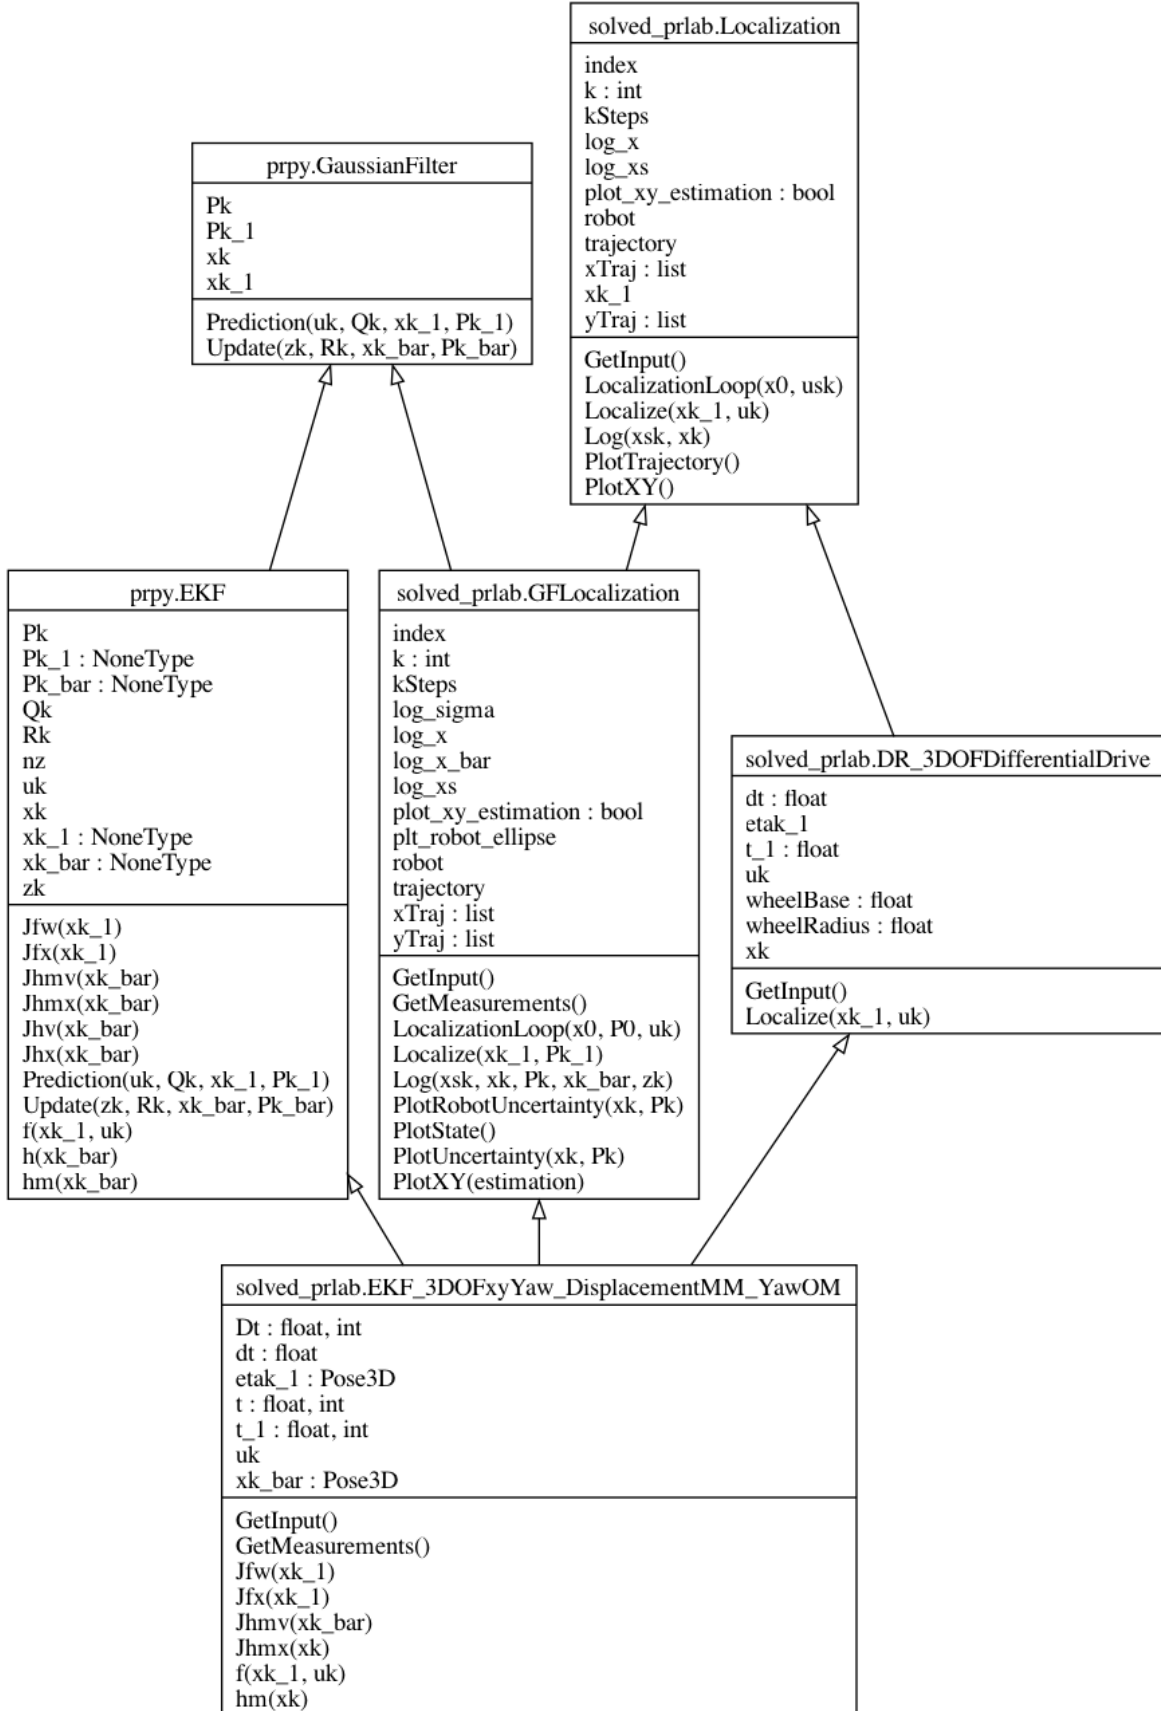 solved_prlab.Localization
index
k : int
kSteps
log_x
log_xs
plot_xy_estimation : bool
robot
trajectory
xTraj : list
xk_1
yTraj : list
GetInput()
LocalizationLoop(x0, usk)
Localize(xk_1, uk)
Log(xsk, xk)
PlotTrajectory()
PlotXY()
prpy.GaussianFilter
Pk
Pk_1
xk
xk_1
Prediction(uk, Qk, xk_1, Pk_1)
Update(zk, Rk, xk_bar, Pk_bar)
prpy.EKF
Pk
Pk_1 : NoneType
Pk_bar : NoneType
Qk
Rk
nz
uk
xk
xk_1 : NoneType
xk_bar : NoneType
zk
Jfw(xk_1)
Jfx(xk_1)
Jhmv(xk_bar)
Jhmx(xk_bar)
Jhv(xk_bar)
Jhx(xk_bar)
Prediction(uk, Qk, xk_1, Pk_1)
Update(zk, Rk, xk_bar, Pk_bar)
f(xk_1, uk)
h(xk_bar)
hm(xk_bar)
solved_prlab.GFLocalization
index
k : int
kSteps
log_sigma
log_x
log_x_bar
log_xs
plot_xy_estimation : bool
plt_robot_ellipse
robot
trajectory
xTraj : list
yTraj : list
GetInput()
GetMeasurements()
LocalizationLoop(x0, P0, uk)
Localize(xk_1, Pk_1)
Log(xsk, xk, Pk, xk_bar, zk)
PlotRobotUncertainty(xk, Pk)
PlotState()
PlotUncertainty(xk, Pk)
PlotXY(estimation)
solved_prlab.DR_3DOFDifferentialDrive
dt : float
etak_1
t_1 : float
uk
wheelBase : float
wheelRadius : float
xk
GetInput()
Localize(xk_1, uk)
solved_prlab.EKF_3DOFxyYaw_DisplacementMM_YawOM
Dt : float, int
dt : float
etak_1 : Pose3D
t : float, int
t_1 : float, int
uk
xk_bar : Pose3D
GetInput()
GetMeasurements()
Jfw(xk_1)
Jfx(xk_1)
Jhmv(xk_bar)
Jhmx(xk)
f(xk_1, uk)
hm(xk)